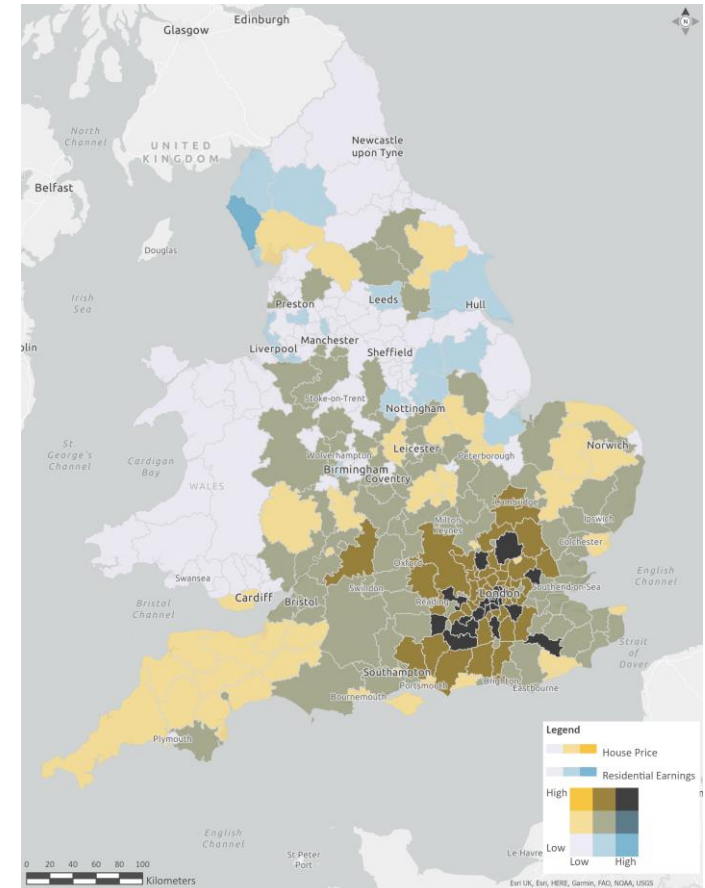 Edinburgh
Glasgow
N
North
Channel
UNITED
KINGDOM
Newcastle
upon Tyne
Belfast
Douglas
Irish
Sea
Preston
Leeds
Hull
Manchester
Liverpool
Sheffield
Stoke-on-Trent
Nottingham
St.
George's
Channel
Cardigan
Bay
Norwich
Wolverhampton
Leicester
Peterborough
Birmingham
Coventry
WALES
Cambridge
Ipswich
Milton
Keynes
Colchester
Oxford
English
Channel
Swansea
Swindon
London
Southend-on-Sea
Cardiff
Bristol
Reading
Bristol
Channel
Strait
of
Dover
Southampton
Portsmouth
Brighton
Eastbourne
Bournemouth
Plymouth
Legend
House Price
Residential Earnings
High
Low
Low
High
English
Channel
St Peter
Port
Le Havre
0 20 40 60 80 100
Kilometers
Esri UK, Esri, HERE, Garmin, FAO, NOAA, USGS